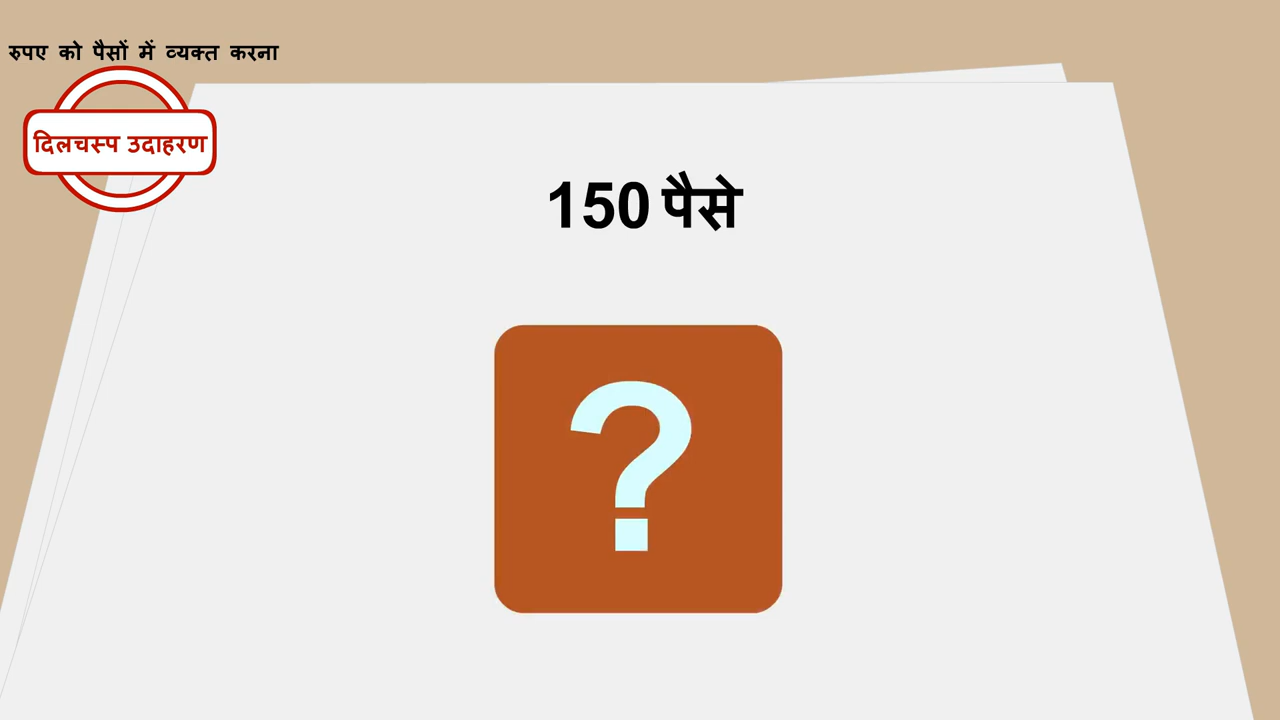 रुपए को पैसों में व्यक्त करना
दिलचस्प उदाहरण
150 पैसे
?